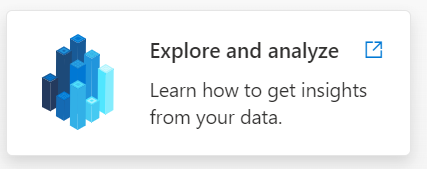 Explore and analyze
Learn how to get insights
from your data.